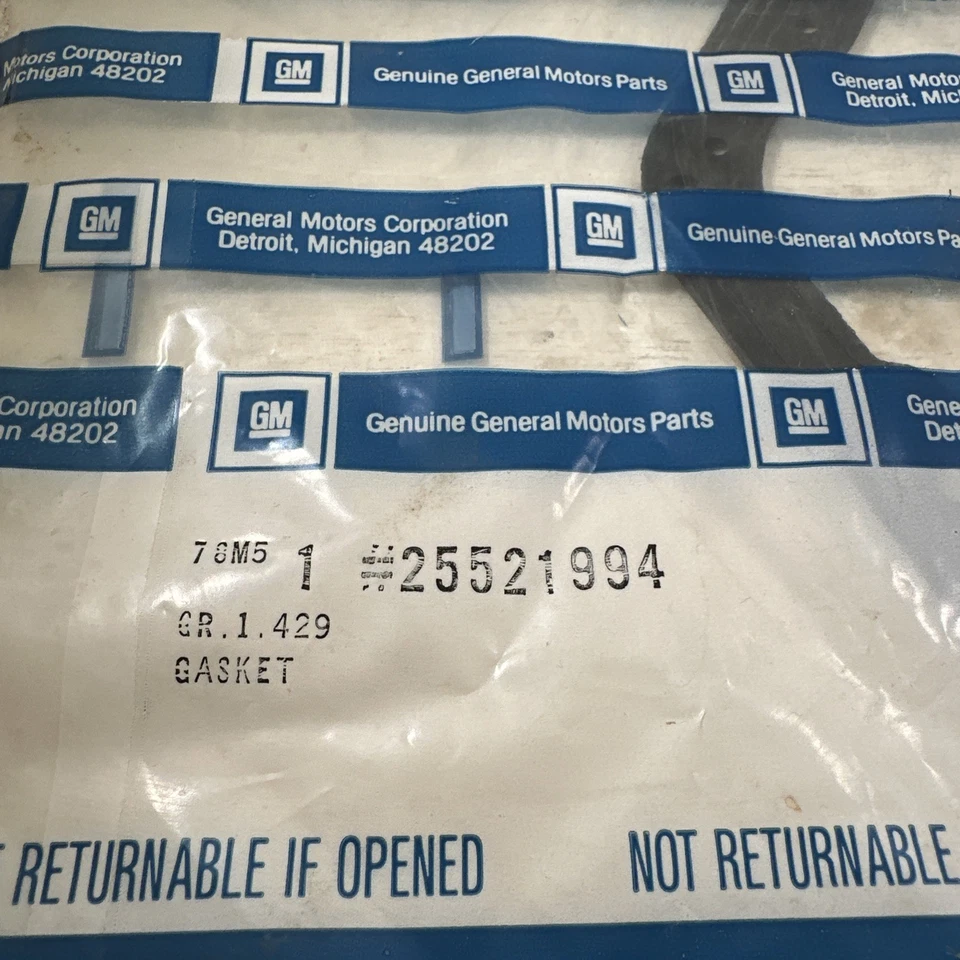 Motors Corporation
Michigan 48202
GM
Genuine General Motors Parts
GM
General Moto
Detroit, Mic
GM
General Motors Corporation
Detroit, Michigan 48202
GM
Genuine General Motors Pa
Corporation
an 48202
GM
Genuine General Motors Parts
GM
Gene
Det
78M5 1 #25521994
GR.1.429
GASKET
T RETURNABLE IF OPENED
NOT RETURNABLE